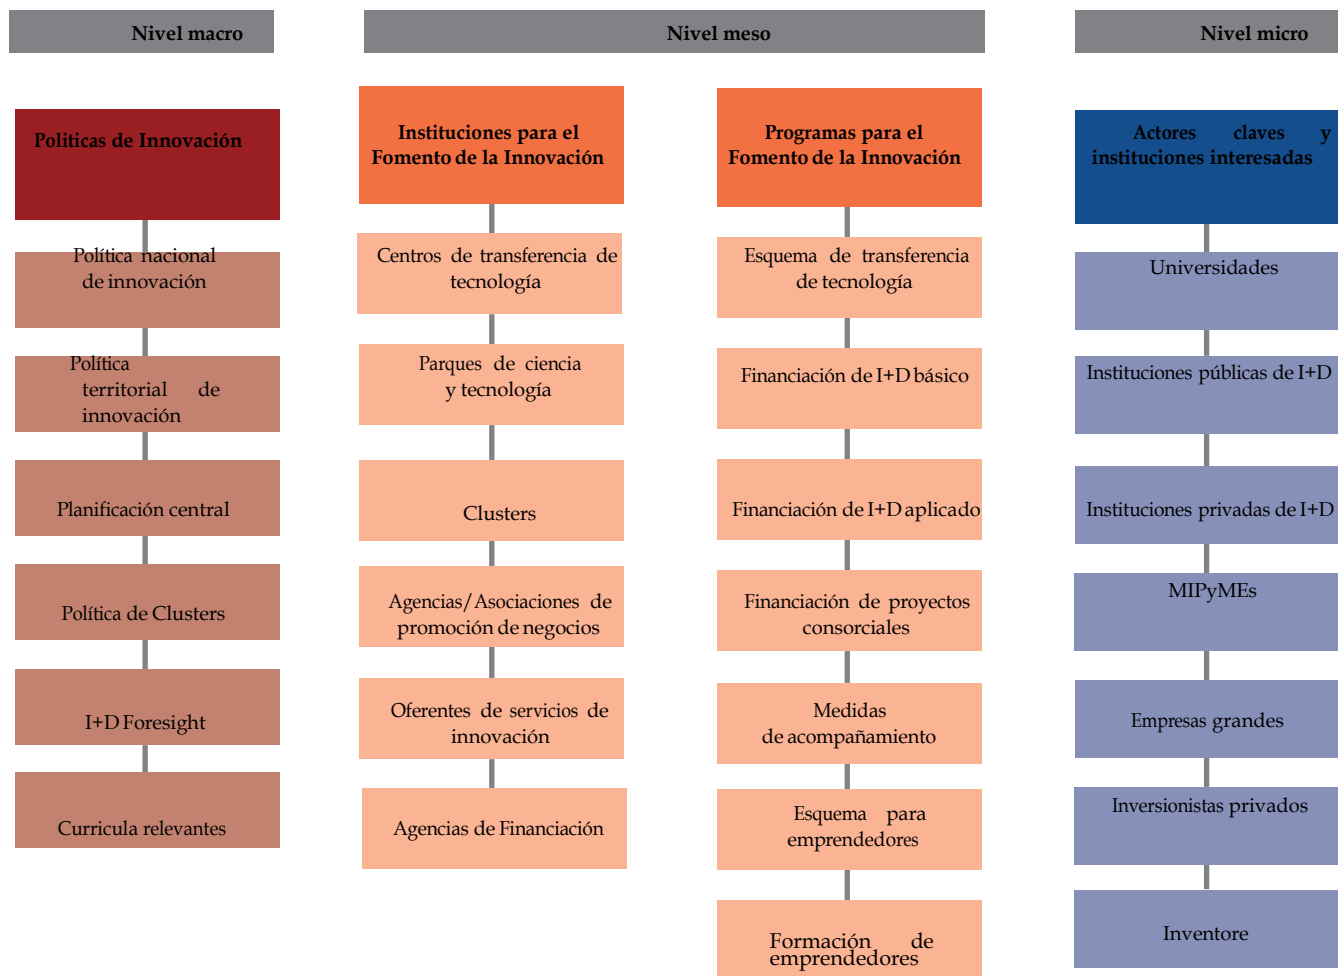 Nivel macro
Nivel meso
Nivel micro
Politicas de Innovación
Política nacional
de innovación
Política
territorial de
innovación
Planificación central
Política de Clusters
I+D Foresight
Curricula relevantes
Instituciones para el
Fomento de la Innovación
Centros de transferencia de
tecnología
Parques de ciencia
y tecnología
Clusters
Agencias/Asociaciones de
promoción de negocios
Oferentes de servicios de
innovación
Agencias de Financiación
Programas para el
Fomento de la Innovación
Esquema de transferencia
de tecnología
Financiación de I+D básico
Financiación de I+D aplicado
Financiación de proyectos
consorciales
Medidas
de acompañamiento
Esquema para
emprendedores
Formación de
emprendedores
Actores claves y
instituciones interesadas
Universidades
Instituciones públicas de I+D
Instituciones privadas de I+D
MIPyMEs
Empresas grandes
Inversionistas privados
Inventore